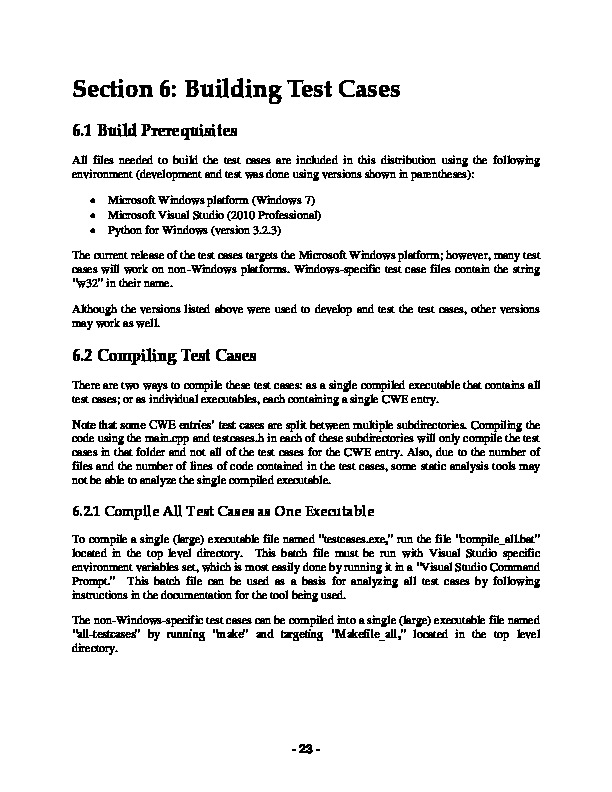 Section 6: Building Test Cases
6.1 Build Prerequisites
All files needed to build the test cases are included in this distribution using the following
environment (development and test was done using versions shown in parentheses):
• Microsoft Windows platform (Windows 7)
• Microsoft Visual Studio (2010 Professional)
• Python for Windows (version 3.2.3)
The current release of the test cases targets the Microsoft Windows platform; however, many test
cases will work on non-Windows platforms. Windows-specific test case files contain the string
"w32" in their name.
Although the versions listed above were used to develop and test the test cases, other versions
may work as well.
6.2 Compiling Test Cases
There are two ways to compile these test cases: as a single compiled executable that contains all
test cases; or as individual executables, each containing a single CWE entry.
Note that some CWE entries' test cases are split between multiple subdirectories. Compiling the
code using the main.cpp and testcases.h in each of these subdirectories will only compile the test
cases in that folder and not all of the test cases for the CWE entry. Also, due to the number of
files and the number of lines of code contained in the test cases, some static analysis tools may
not be able to analyze the single compiled executable.
6.2.1 Compile All Test Cases as One Executable
To compile a single (large) executable file named "testcases.exe," run the file "compile_all.bat"
located in the top level directory. This batch file must be run with Visual Studio specific
environment variables set, which is most easily done by running it in a "Visual Studio Command
Prompt." This batch file can be used as a basis for analyzing all test cases by following
instructions in the documentation for the tool being used.
The non-Windows-specific test cases can be compiled into a single (large) executable file named
"all-testcases" by running "make" and targeting "Makefile_all," located in the top level
directory.
- 23 -